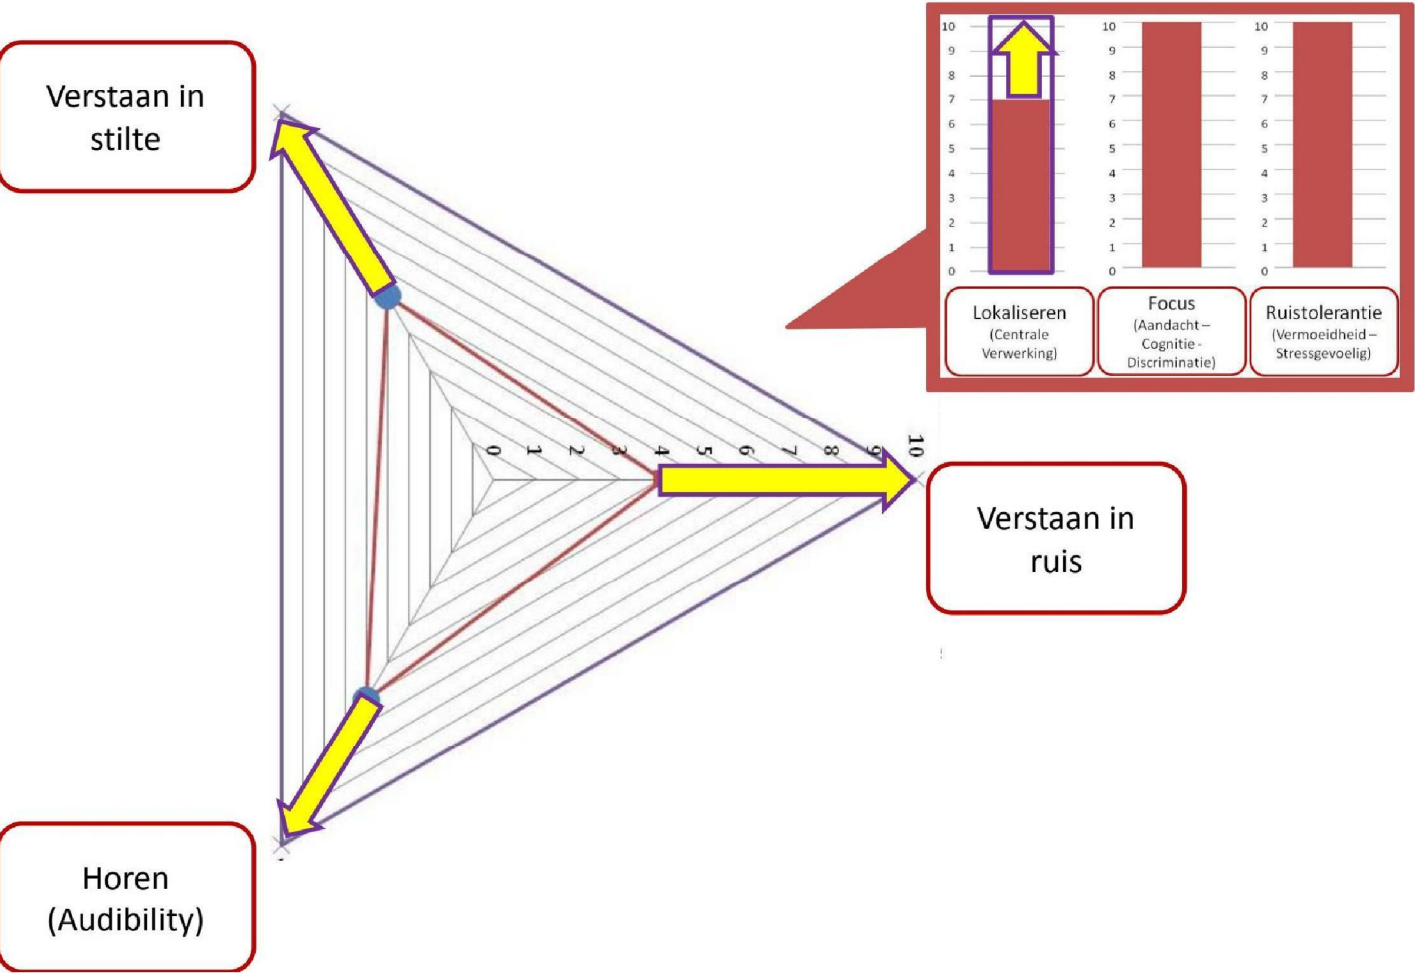 Verstaan in
stilte
10
9
8
7
6
5
4
3
2
1
0
10
9
8
7
6
5
4
3
2
1
0
10
9
8
7
6
5
4
3
2
1
0
Lokaliseren
(Centrale
Verwerking)
Focus
(Aandacht –
Cognitie -
Discriminatie)
Ruistolerantie
(Vermoeidheid –
Stressgevoelig)
0 1 2 3 4 5 6 7 8 9 10
Verstaan in
ruis
Horen
(Audibility)